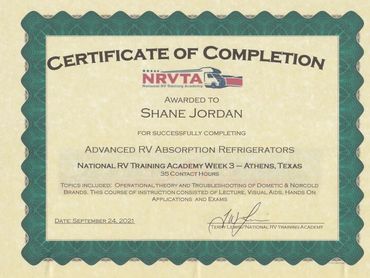 CERTIFICATE OF COMPLETION
NRVTA
National RV Training Academy
AWARDED TO
SHANE JORDAN
FOR SUCCESSFULLY COMPLETING
ADVANCED RV ABSORPTION REFRIGERATORS
NATIONAL RV TRAINING ACADEMY WEEK 3 – ATHENS, TEXAS
35 CONTACT HOURS
TOPICS INCLUDED: OPERATIONAL THEORY AND TROUBLESHOOTING OF DOMETIC & NORCOLD
BRANDS. THIS COURSE OF INSTRUCTION CONSISTED OF LECTURE, VISUAL AIDS, HANDS ON
APPLICATIONS AND EXAMS
DATE: SEPTEMBER 24, 2021
TERRY NATIONAL RV TRAINING ACADEMY